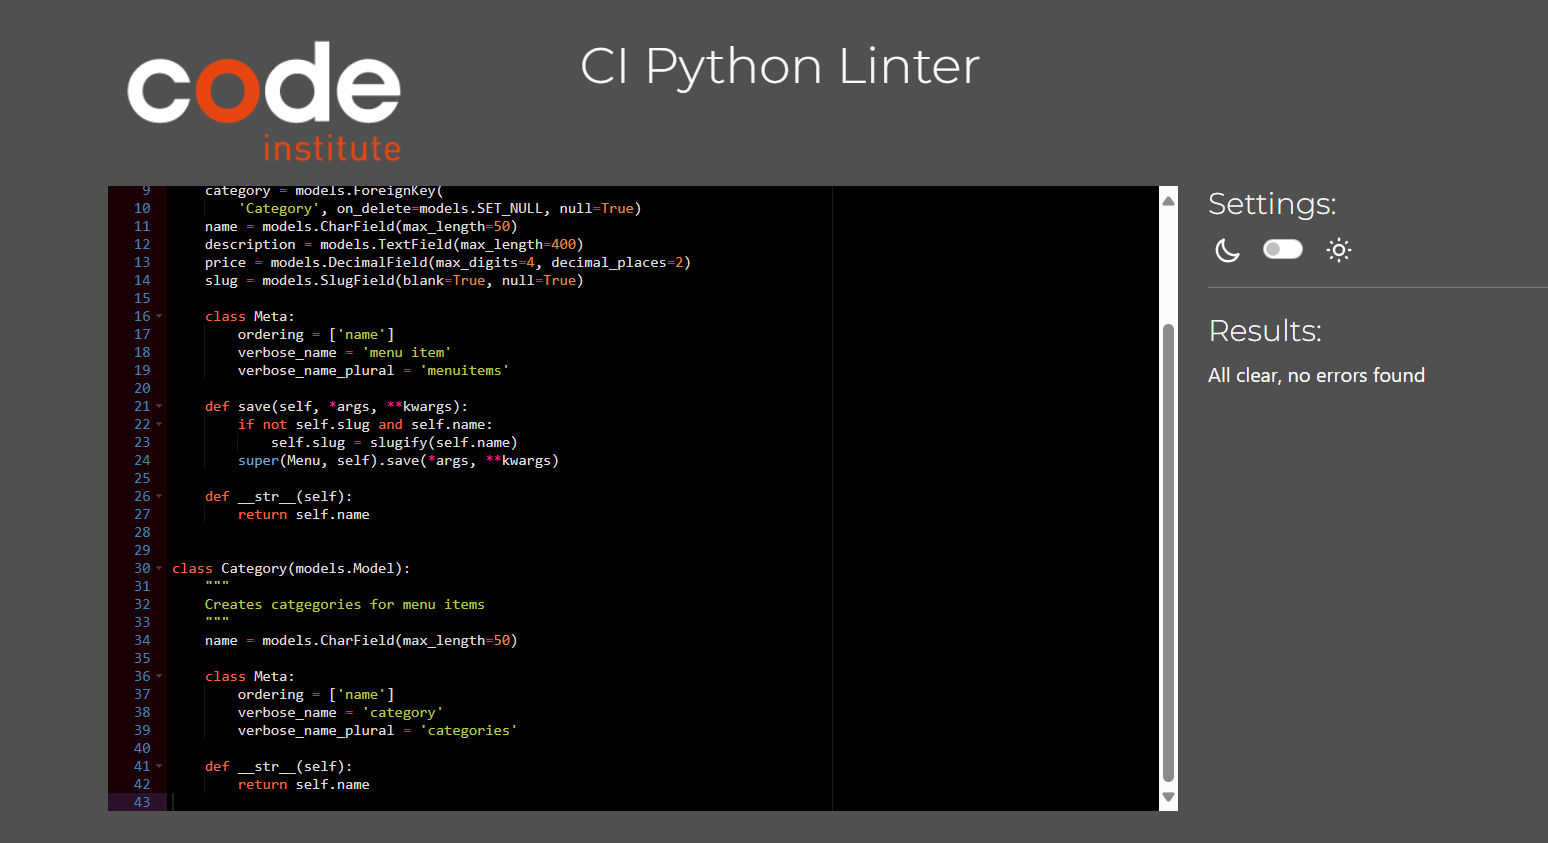 code
institute
CI Python Linter
9 category = models.ForeignKey(
10 'Category', on_delete=models.SET_NULL, null=True)
11 name = models.CharField(max_length=50)
12 description = models.TextField(max_length=400)
13 price = models.DecimalField(max_digits=4, decimal_places=2)
14 slug = models.SlugField(blank=True, null=True)
15
16 class Meta:
17 ordering = ['name']
18 verbose_name = 'menu item'
19 verbose_name_plural = 'menuitems'
20
21 def save(self, *args, **kwargs):
22 if not self.slug and self.name:
23 self.slug = slugify(self.name)
24 super(Menu, self).save(*args, **kwargs)
25
26 def __str__(self):
27 return self.name
28
29
30 class Category(models.Model):
31 """
32 Creates catgegories for menu items
33 """
34 name = models.CharField(max_length=50)
35
36 class Meta:
37 ordering = ['name']
38 verbose_name = 'category'
39 verbose_name_plural = 'categories'
40
41 def __str__(self):
42 return self.name
43
Settings:
Results:
All clear, no errors found